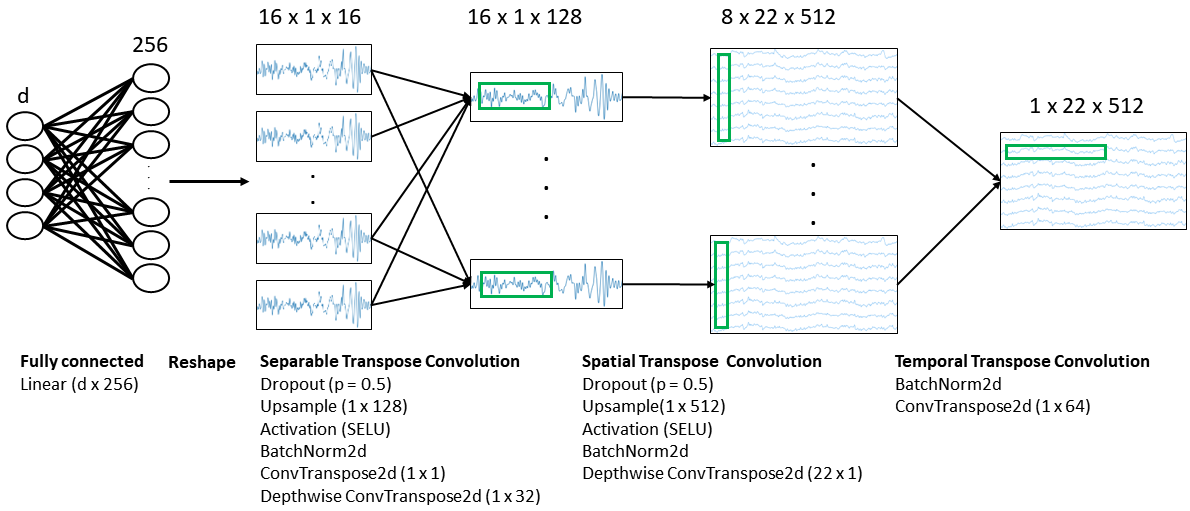 16 x 1 x 16
16 x 1 x 128
8 x 22 x 512
256
d
1 x 22 x 512
Fully connected
Linear (d x 256)
Reshape
Separable Transpose Convolution
Dropout (p = 0.5)
Upsample (1 x 128)
Activation (SELU)
BatchNorm2d
ConvTranspose2d (1 x 1)
Depthwise ConvTranspose2d (1 x 32)
Spatial Transpose Convolution
Dropout (p = 0.5)
Upsample(1 x 512)
Activation (SELU)
BatchNorm2d
Depthwise ConvTranspose2d (22 x 1)
Temporal Transpose Convolution
BatchNorm2d
ConvTranspose2d (1 x 64)